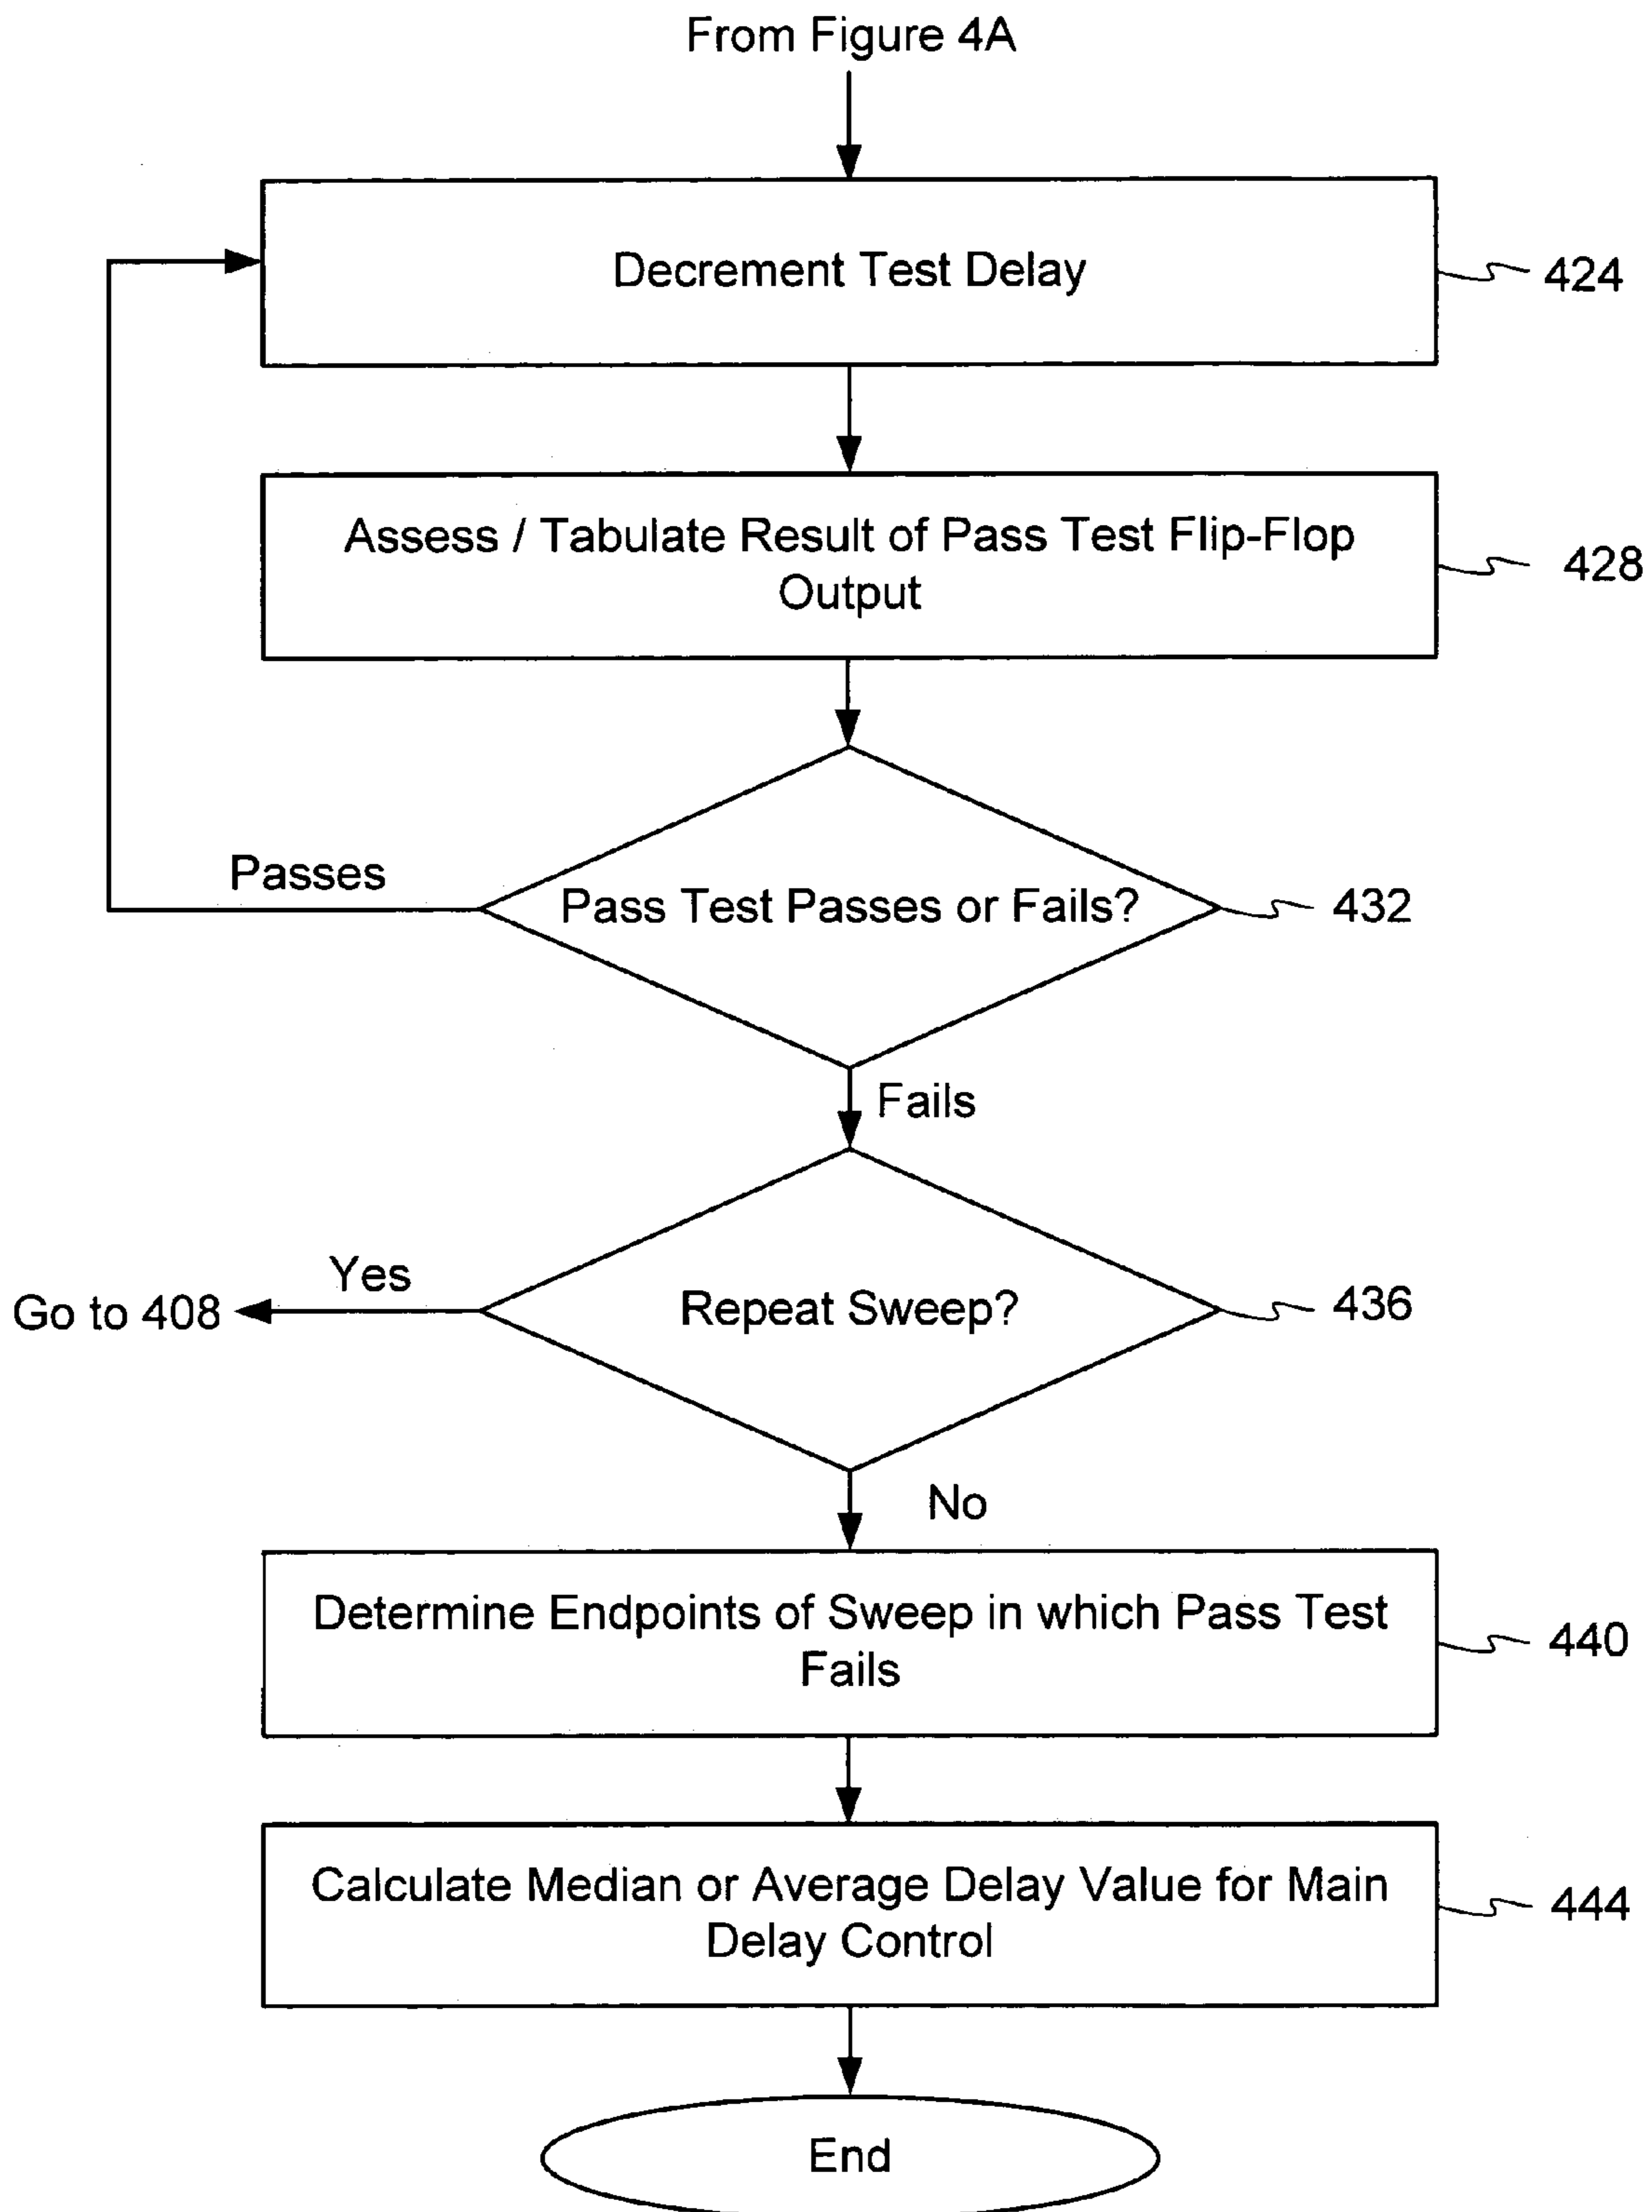 From Figure 4A
Decrement Test Delay
424
Assess / Tabulate Result of Pass Test Flip-Flop
Output
428
Passes
Pass Test Passes or Fails?
432
Fails
Yes
Go to 408
Repeat Sweep?
436
No
Determine Endpoints of Sweep in which Pass Test
Fails
440
Calculate Median or Average Delay Value for Main
Delay Control
444
End